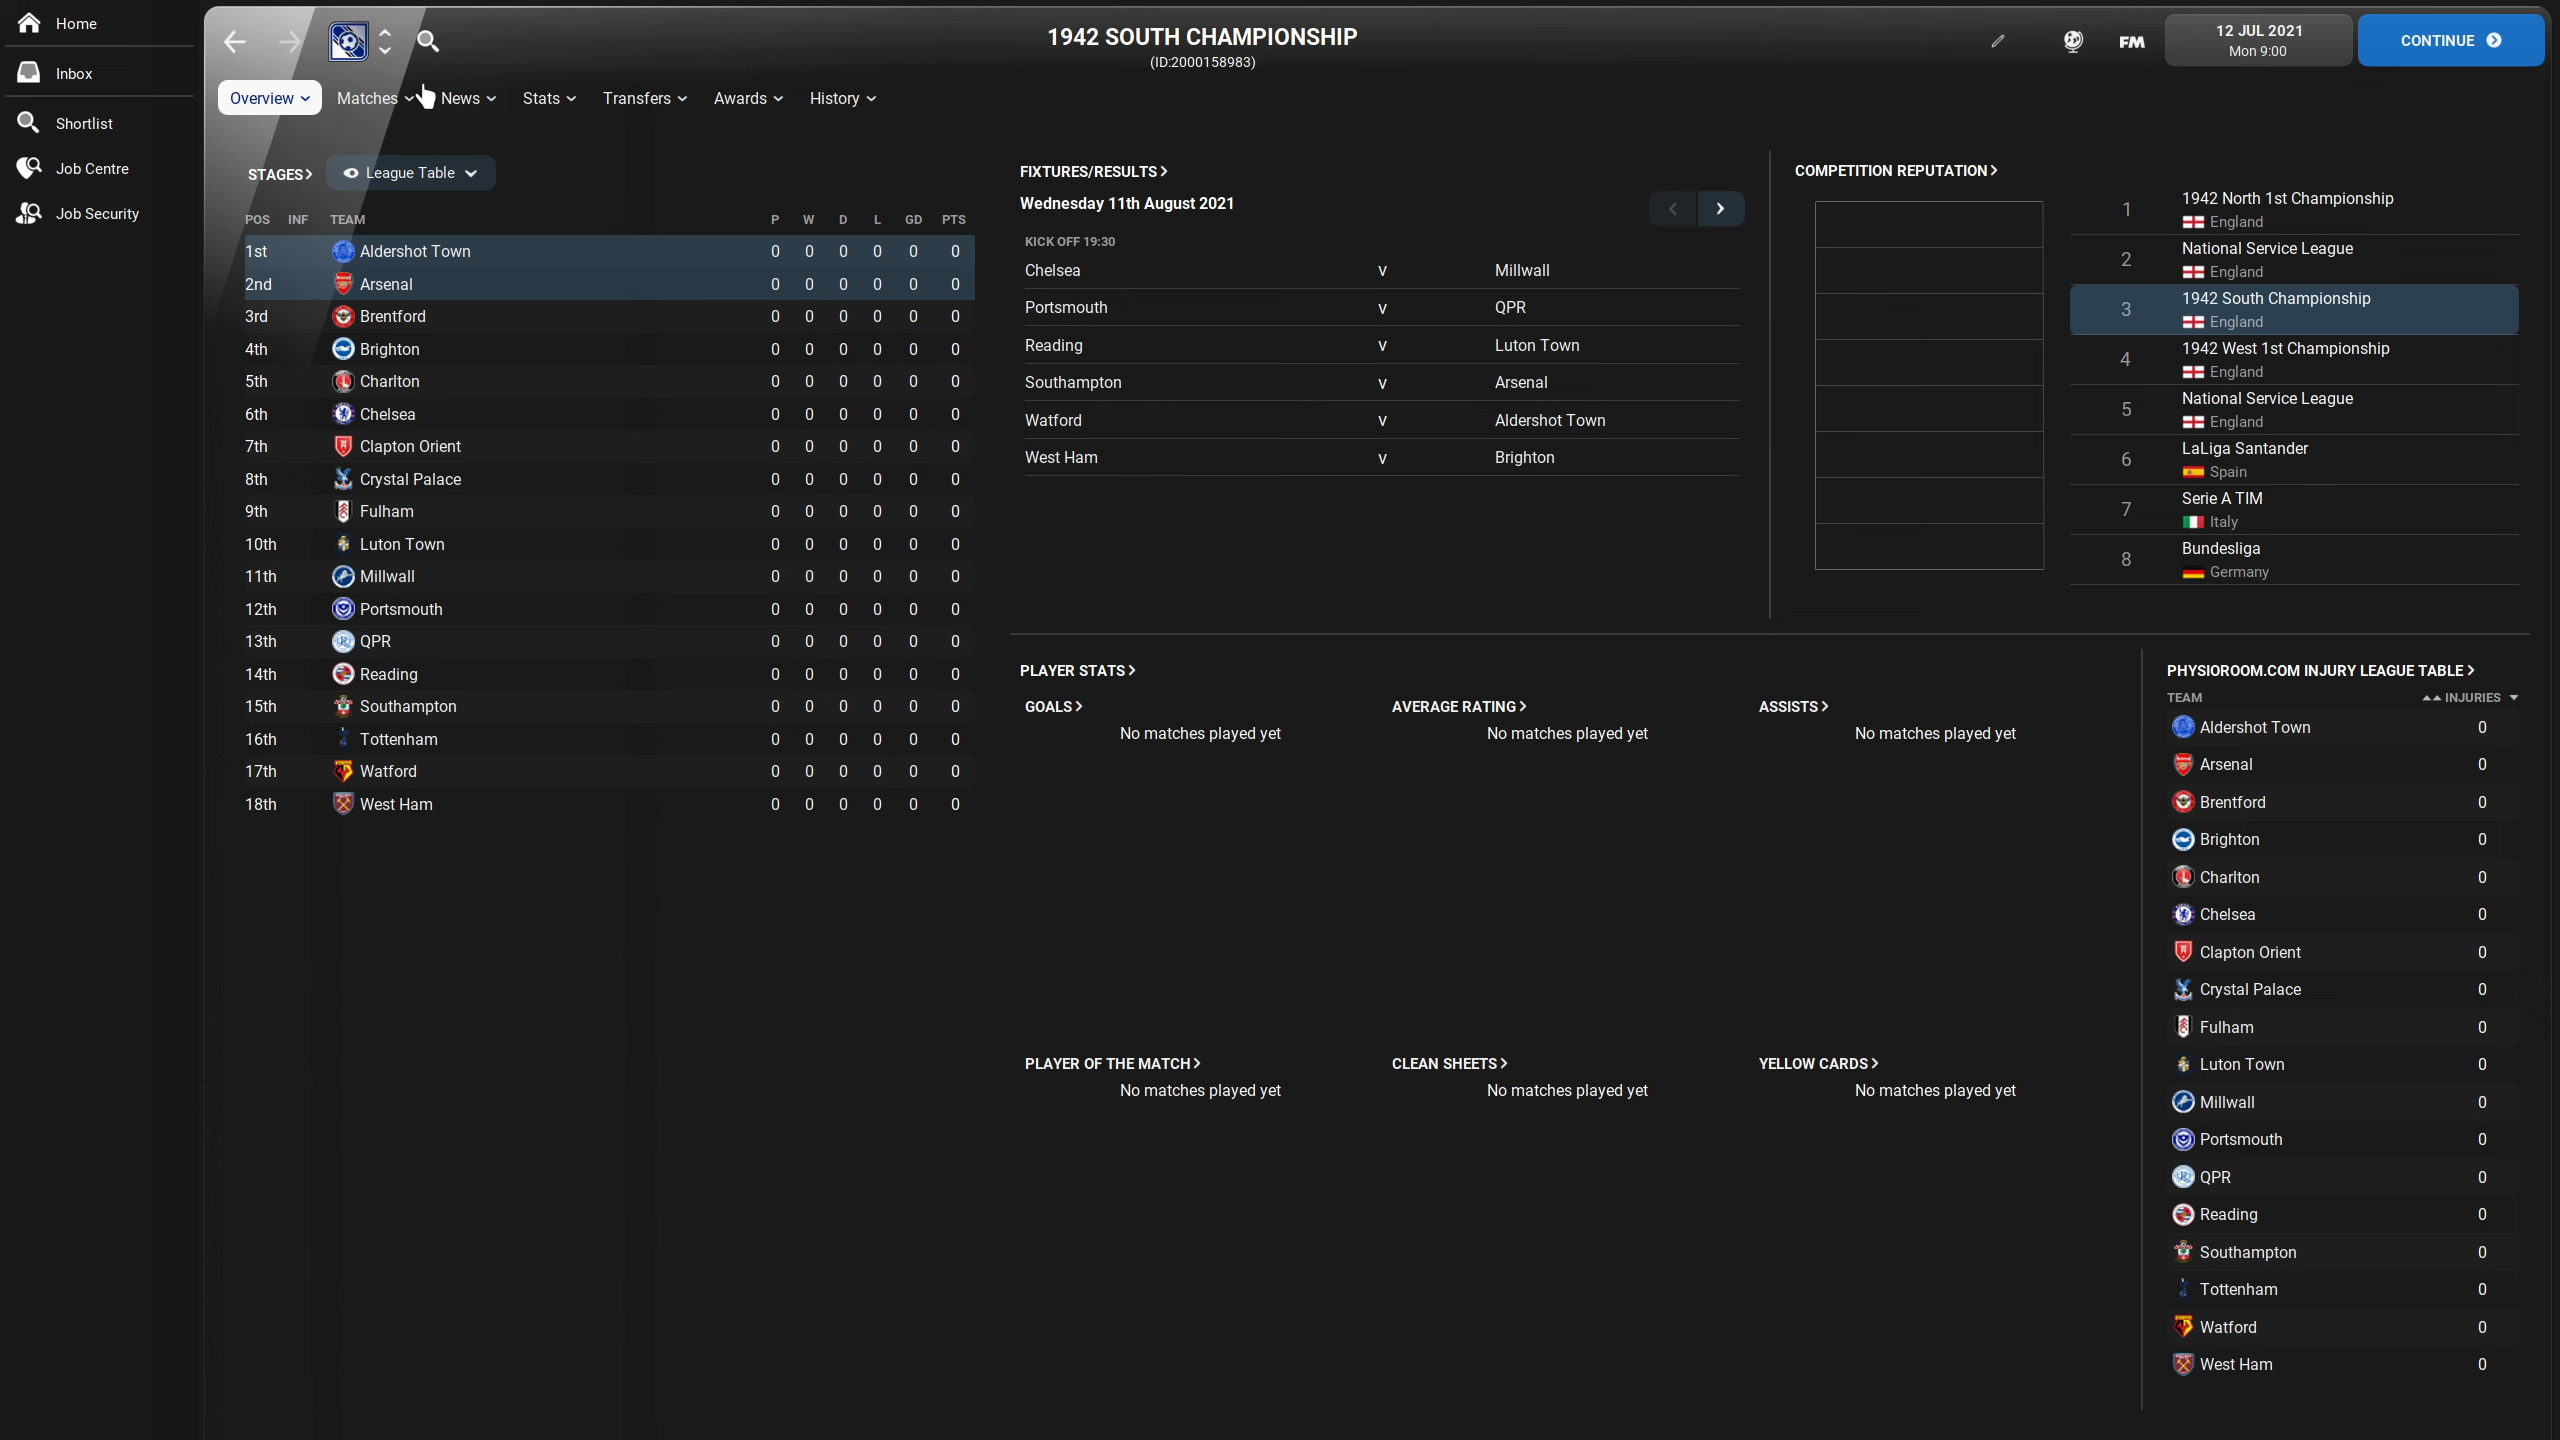 Home
Inbox
Shortlist
Job Centre
Job Security
1942 SOUTH CHAMPIONSHIP
(ID:2000158983)
FM
12 JUL 2021
Mon 9:00
CONTINUE
Overview
Matches
News
Stats
Transfers
Awards
History
STAGES
League Table
POS INF TEAM P W D L GD PTS
1st Aldershot Town 0 0 0 0 0 0
2nd Arsenal 0 0 0 0 0 0
3rd Brentford 0 0 0 0 0 0
4th Brighton 0 0 0 0 0 0
5th Charlton 0 0 0 0 0 0
6th Chelsea 0 0 0 0 0 0
7th Clapton Orient 0 0 0 0 0 0
8th Crystal Palace 0 0 0 0 0 0
9th Fulham 0 0 0 0 0 0
10th Luton Town 0 0 0 0 0 0
11th Millwall 0 0 0 0 0 0
12th Portsmouth 0 0 0 0 0 0
13th QPR 0 0 0 0 0 0
14th Reading 0 0 0 0 0 0
15th Southampton 0 0 0 0 0 0
16th Tottenham 0 0 0 0 0 0
17th Watford 0 0 0 0 0 0
18th West Ham 0 0 0 0 0 0
FIXTURES/RESULTS
Wednesday 11th August 2021
KICK OFF 19:30
Chelsea v Millwall
Portsmouth v QPR
Reading v Luton Town
Southampton v Arsenal
Watford v Aldershot Town
West Ham v Brighton
COMPETITION REPUTATION
1 1942 North 1st Championship
England
2 National Service League
England
3 1942 South Championship
England
4 1942 West 1st Championship
England
5 National Service League
England
6 LaLiga Santander
Spain
7 Serie A TIM
Italy
8 Bundesliga
Germany
PLAYER STATS
GOALS
No matches played yet
AVERAGE RATING
No matches played yet
ASSISTS
No matches played yet
PLAYER OF THE MATCH
No matches played yet
CLEAN SHEETS
No matches played yet
YELLOW CARDS
No matches played yet
PHYSIOROOM.COM INJURY LEAGUE TABLE
TEAM INJURIES
Aldershot Town 0
Arsenal 0
Brentford 0
Brighton 0
Charlton 0
Chelsea 0
Clapton Orient 0
Crystal Palace 0
Fulham 0
Luton Town 0
Millwall 0
Portsmouth 0
QPR 0
Reading 0
Southampton 0
Tottenham 0
Watford 0
West Ham 0